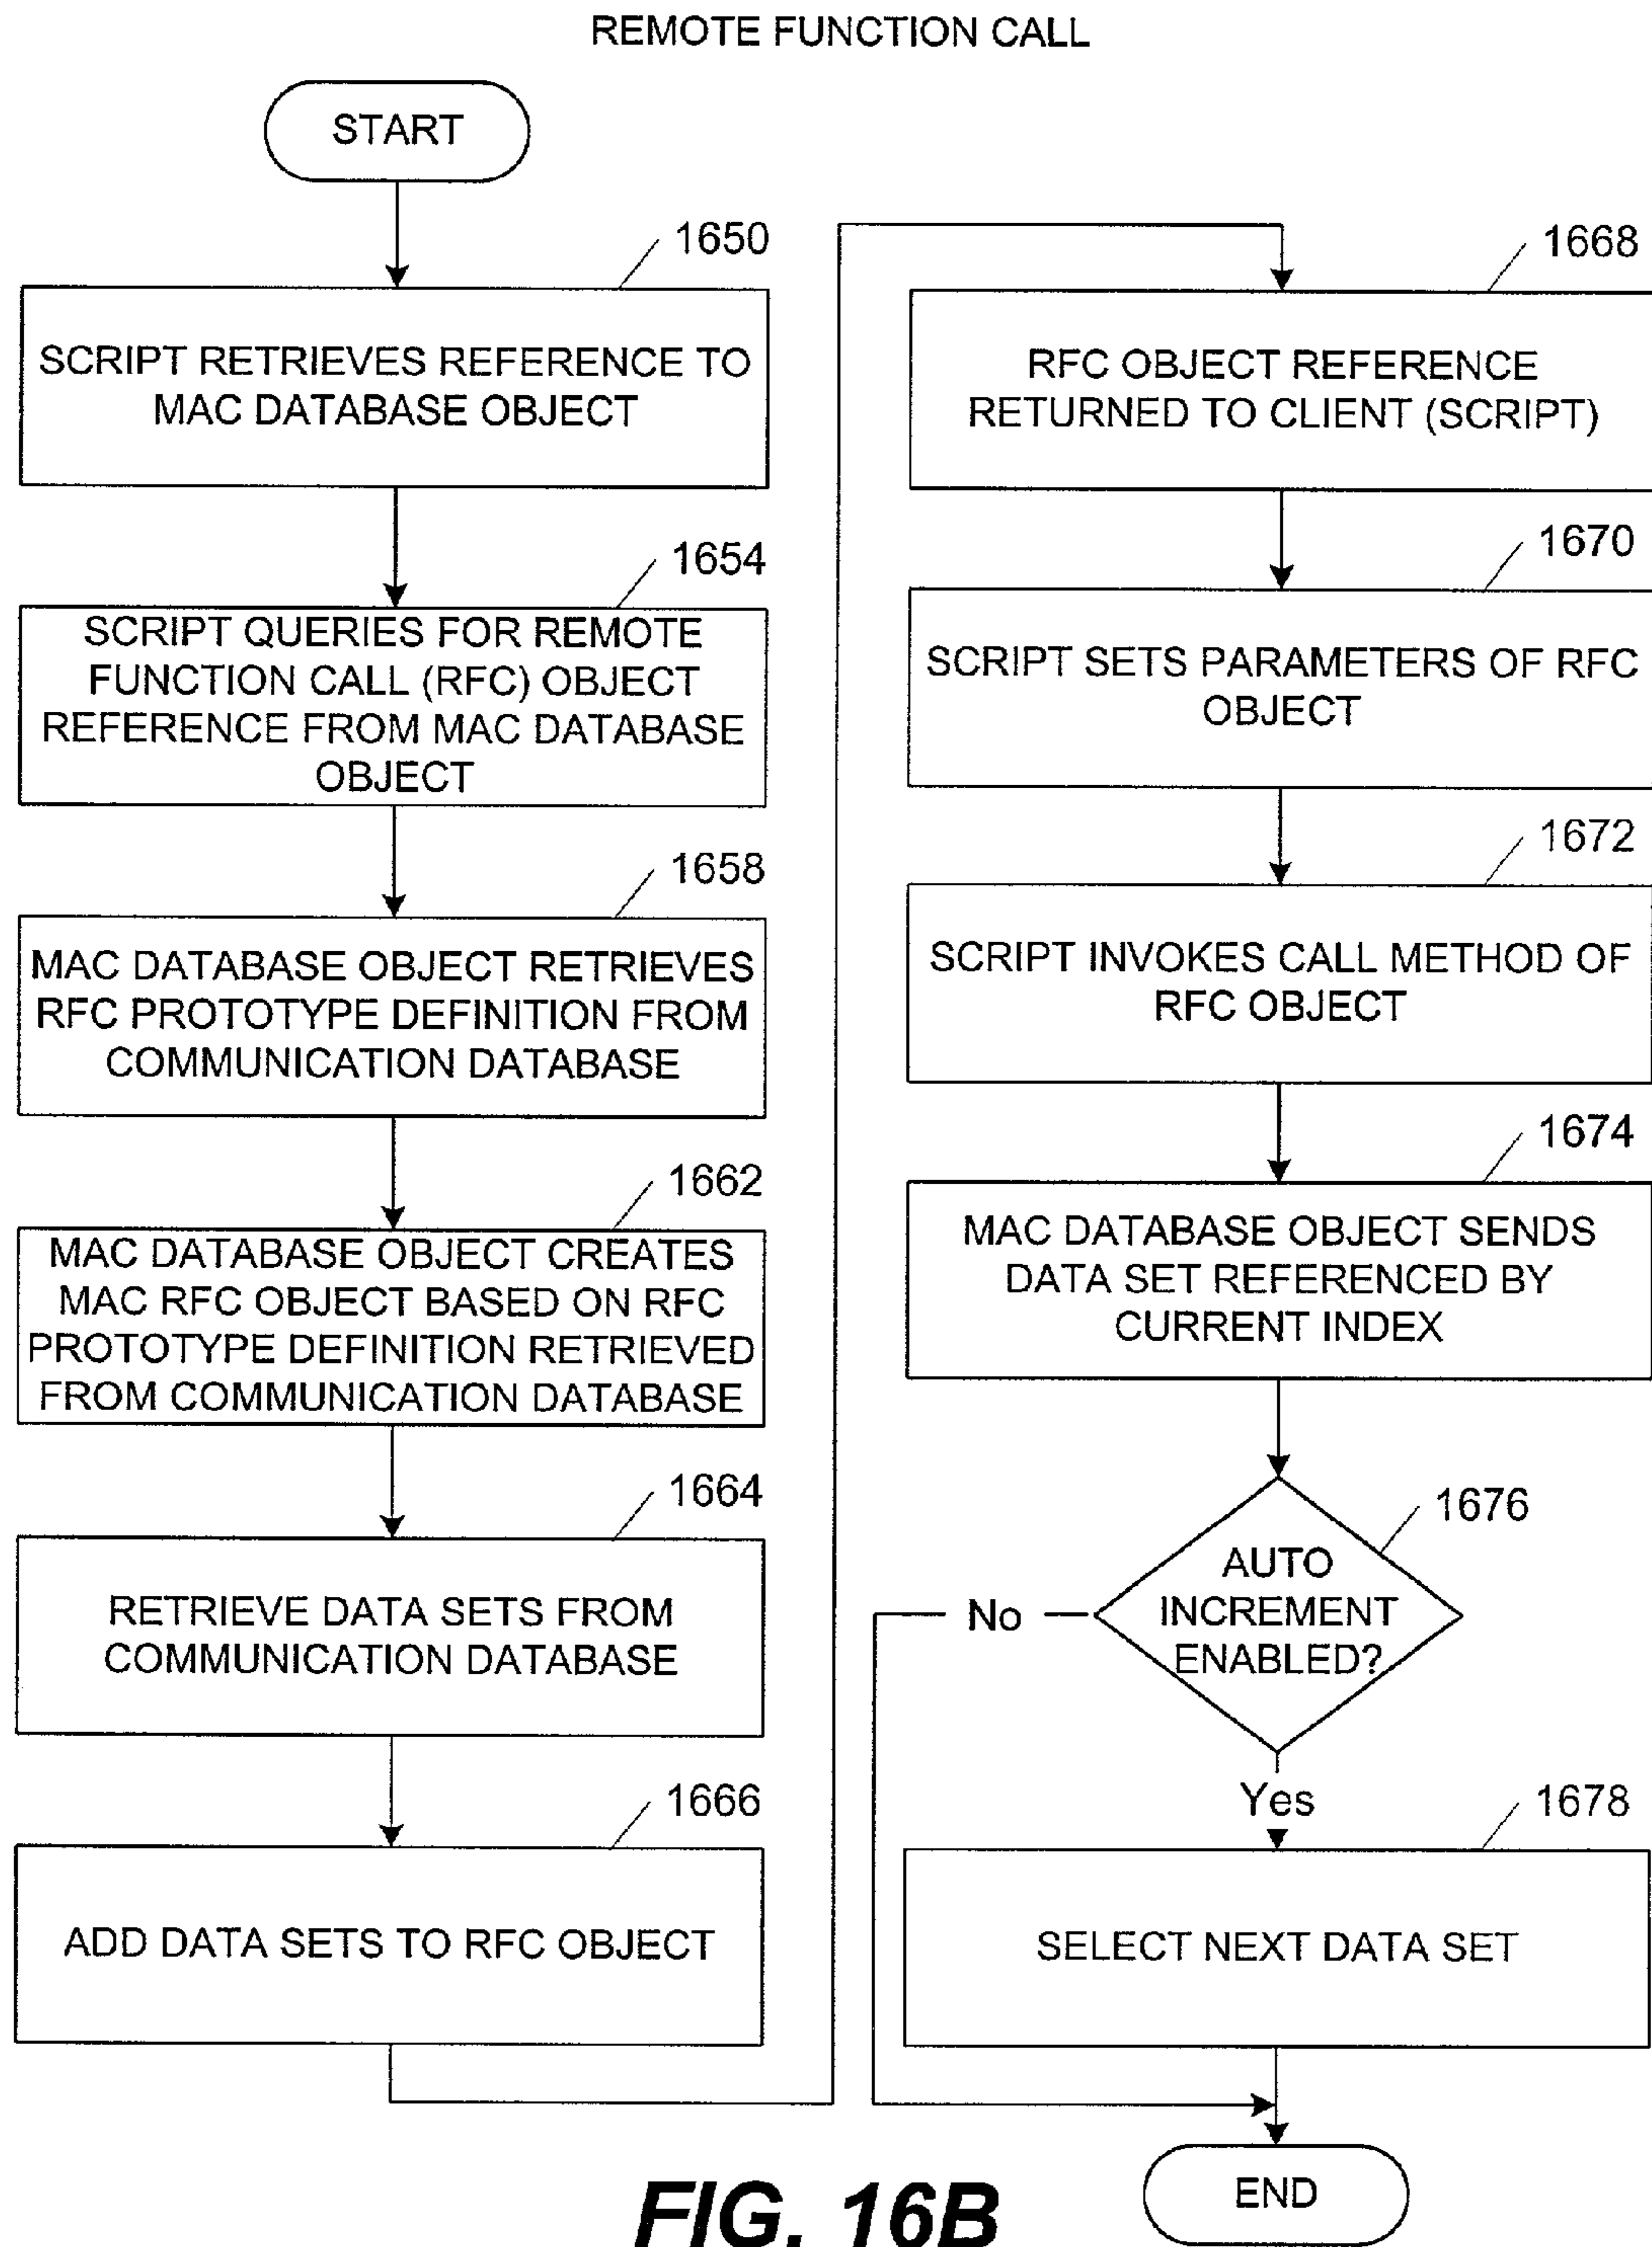 REMOTE FUNCTION CALL
START
1650
SCRIPT RETRIEVES REFERENCE TO
MAC DATABASE OBJECT
1654
SCRIPT QUERIES FOR REMOTE
FUNCTION CALL (RFC) OBJECT
REFERENCE FROM MAC DATABASE
OBJECT
1658
MAC DATABASE OBJECT RETRIEVES
RFC PROTOTYPE DEFINITION FROM
COMMUNICATION DATABASE
1662
MAC DATABASE OBJECT CREATES
MAC RFC OBJECT BASED ON RFC
PROTOTYPE DEFINITION RETRIEVED
FROM COMMUNICATION DATABASE
1664
RETRIEVE DATA SETS FROM
COMMUNICATION DATABASE
1666
ADD DATA SETS TO RFC OBJECT
1668
RFC OBJECT REFERENCE
RETURNED TO CLIENT (SCRIPT)
1670
SCRIPT SETS PARAMETERS OF RFC
OBJECT
1672
SCRIPT INVOKES CALL METHOD OF
RFC OBJECT
1674
MAC DATABASE OBJECT SENDS
DATA SET REFERENCED BY
CURRENT INDEX
1676
AUTO
INCREMENT
ENABLED?
No
Yes
1678
SELECT NEXT DATA SET
END
FIG. 16B